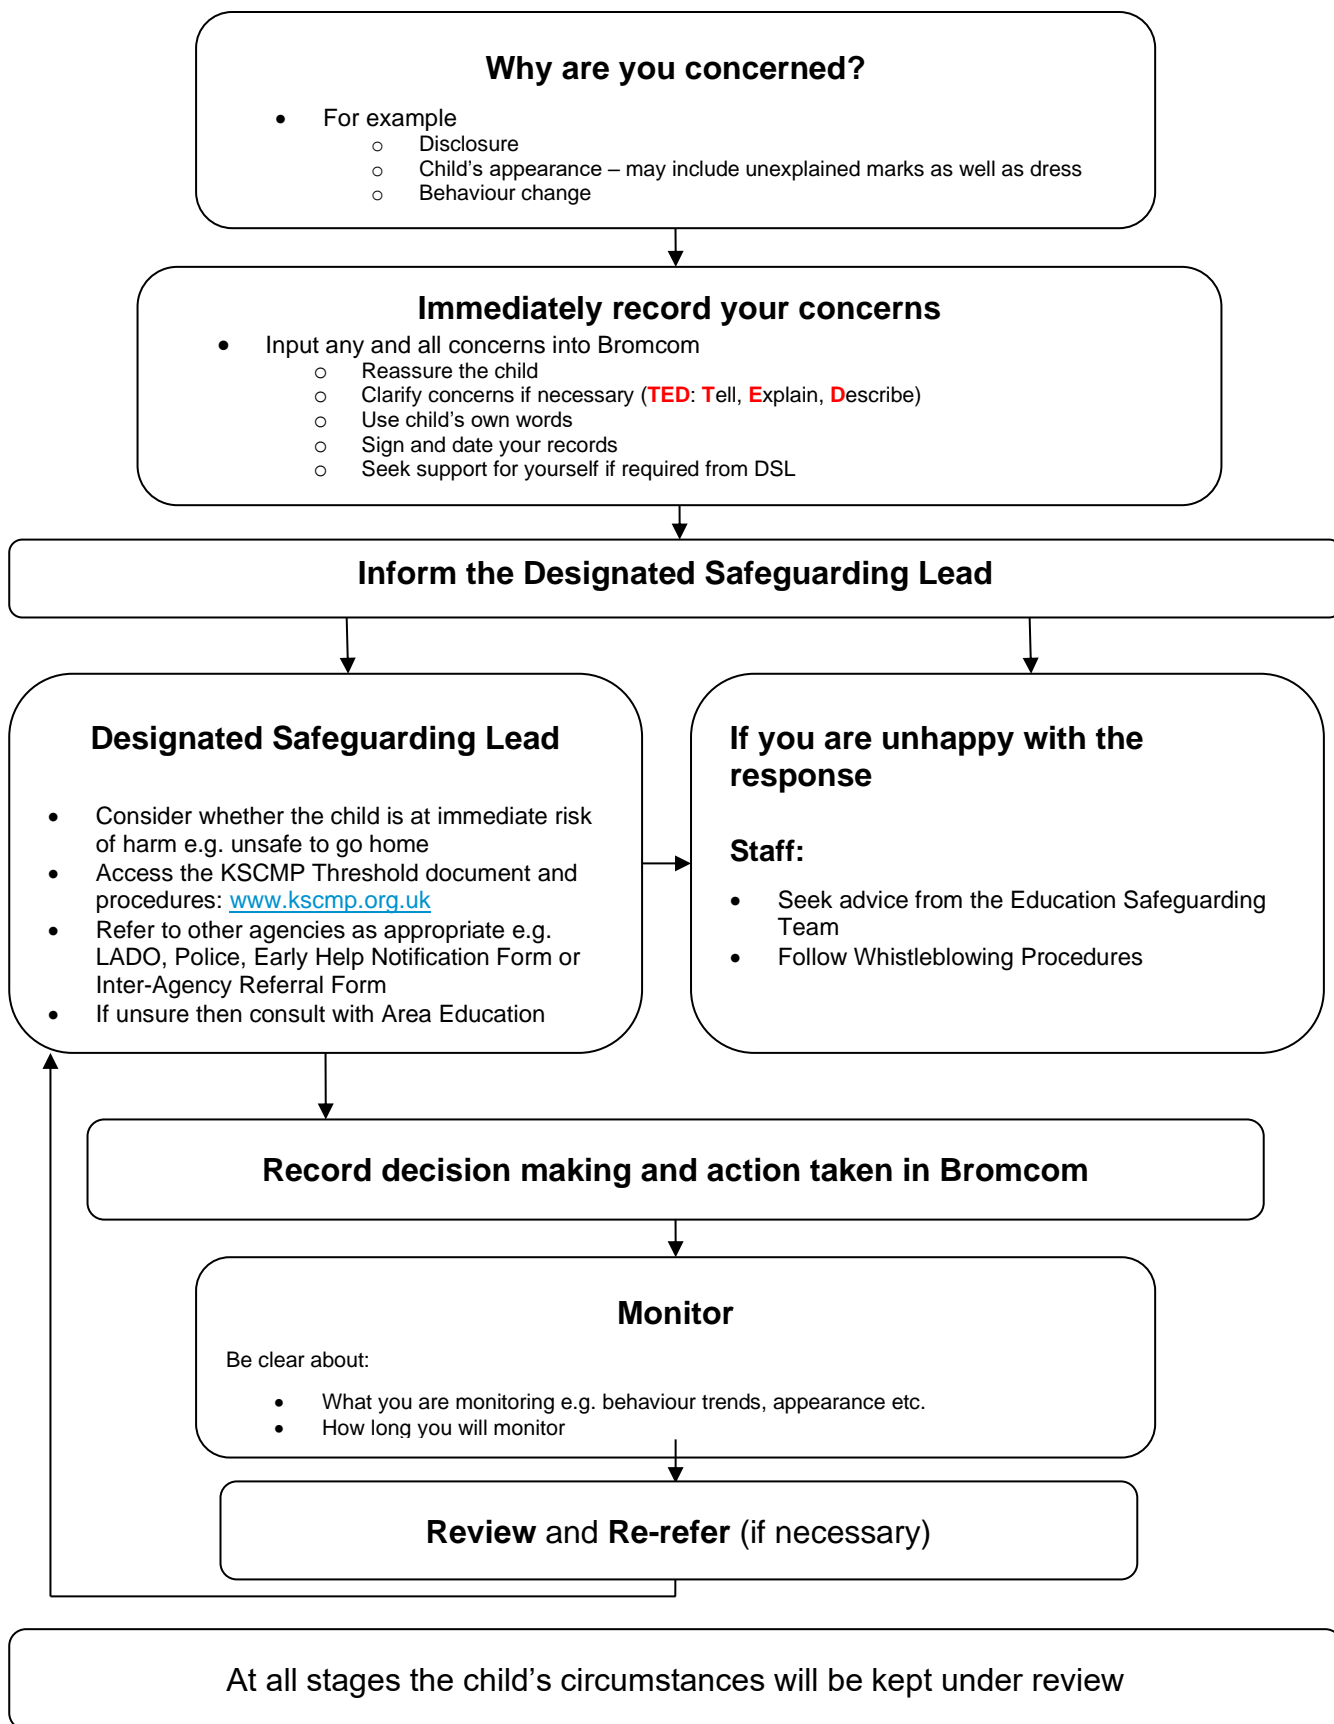 Why are you concerned?
• For example
o Disclosure
o Child’s appearance – may include unexplained marks as well as dress
o Behaviour change
Immediately record your concerns
• Input any and all concerns into Bromcom
o Reassure the child
o Clarify concerns if necessary (TED: Tell, Explain, Describe)
o Use child’s own words
o Sign and date your records
o Seek support for yourself if required from DSL
Inform the Designated Safeguarding Lead
Designated Safeguarding Lead
• Consider whether the child is at immediate risk
of harm e.g. unsafe to go home
• Access the KSCMP Threshold document and
procedures: www.kscmp.org.uk
• Refer to other agencies as appropriate e.g.
LADO, Police, Early Help Notification Form or
Inter-Agency Referral Form
• If unsure then consult with Area Education
If you are unhappy with the
response
Staff:
• Seek advice from the Education Safeguarding
Team
• Follow Whistleblowing Procedures
Record decision making and action taken in Bromcom
Monitor
Be clear about:
• What you are monitoring e.g. behaviour trends, appearance etc.
• How long you will monitor
Review and Re-refer (if necessary)
At all stages the child’s circumstances will be kept under review